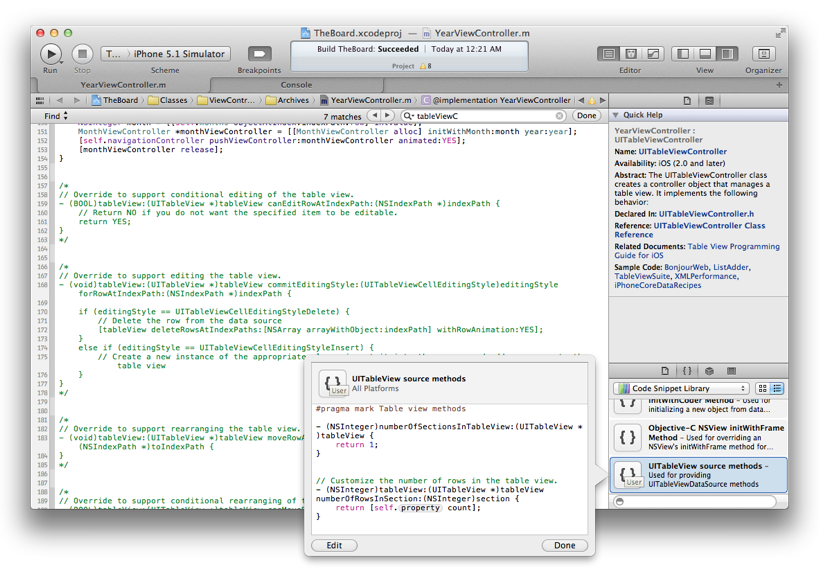 TheBoard.xcodeproj — YearViewController.m
T... iPhone 5.1 Simulator
Build TheBoard: Succeeded | Today at 12:21 AM
Project 8
Run Stop Scheme Breakpoints Editor View Organizer
YearViewController.m Console
TheBoard Classes ViewContr... Archives YearViewController.m @implementation YearViewController
Find 7 matches tableViewC Done
151 MonthViewController *monthViewController = [[MonthViewController alloc] initWithMonth:month year:year];
152 [self.navigationController pushViewController:monthViewController animated:YES];
153 [monthViewController release];
154 }
155
156
157 /*
158 // Override to support conditional editing of the table view.
159 - (BOOL)tableView:(UITableView *)tableView canEditRowAtIndexPath:(NSIndexPath *)indexPath {
160 // Return NO if you do not want the specified item to be editable.
161 return YES;
162 }
163 */
164
165
166 /*
167 // Override to support editing the table view.
168 - (void)tableView:(UITableView *)tableView commitEditingStyle:(UITableViewCellEditingStyle)editingStyle
forRowAtIndexPath:(NSIndexPath *)indexPath {
169
170 if (editingStyle == UITableViewCellEditingStyleDelete) {
171 // Delete the row from the data source
172 [tableView deleteRowsAtIndexPaths:[NSArray arrayWithObject:indexPath] withRowAnimation:YES];
173 }
174 else if (editingStyle == UITableViewCellEditingStyleInsert) {
175 // Create a new instance of the appropriate
table view
176 }
177 }
178 */
179
180
181 /*
182 // Override to support rearranging the table view.
183 - (void)tableView:(UITableView *)tableView moveRowA
(NSIndexPath *)toIndexPath {
184 }
185 */
186
187
188 /*
189 // Override to support conditional rearranging of t
Quick Help
YearViewController :
UITableViewController
Name: UITableViewController
Availability: iOS (2.0 and later)
Abstract: The UITableViewController class
creates a controller object that manages a
table view. It implements the following
behavior:
Declared In: UITableViewController.h
Reference: UITableViewController Class
Reference
Related Documents: Table View Programming
Guide for iOS
Sample Code: BonjourWeb, ListAdder,
TableViewSuite, XMLPerformance,
iPhoneCoreDataRecipes
{ }
Code Snippet Library
{ } initWithCoder Method – Used for
initializing a new object from data...
{ } Objective-C NSView initWithFrame
Method – Used for overriding an
NSView's initWithFrame method for...
{ } User UITableView source methods –
Used for providing
UITableViewDataSource methods
{ } User UITableView source methods
All Platforms
#pragma mark Table view methods
- (NSInteger)numberOfSectionsInTableView:(UITableView *
)tableView {
return 1;
}
// Customize the number of rows in the table view.
- (NSInteger)tableView:(UITableView *)tableView
numberOfRowsInSection:(NSInteger)section {
return [self.property count];
}
Edit Done